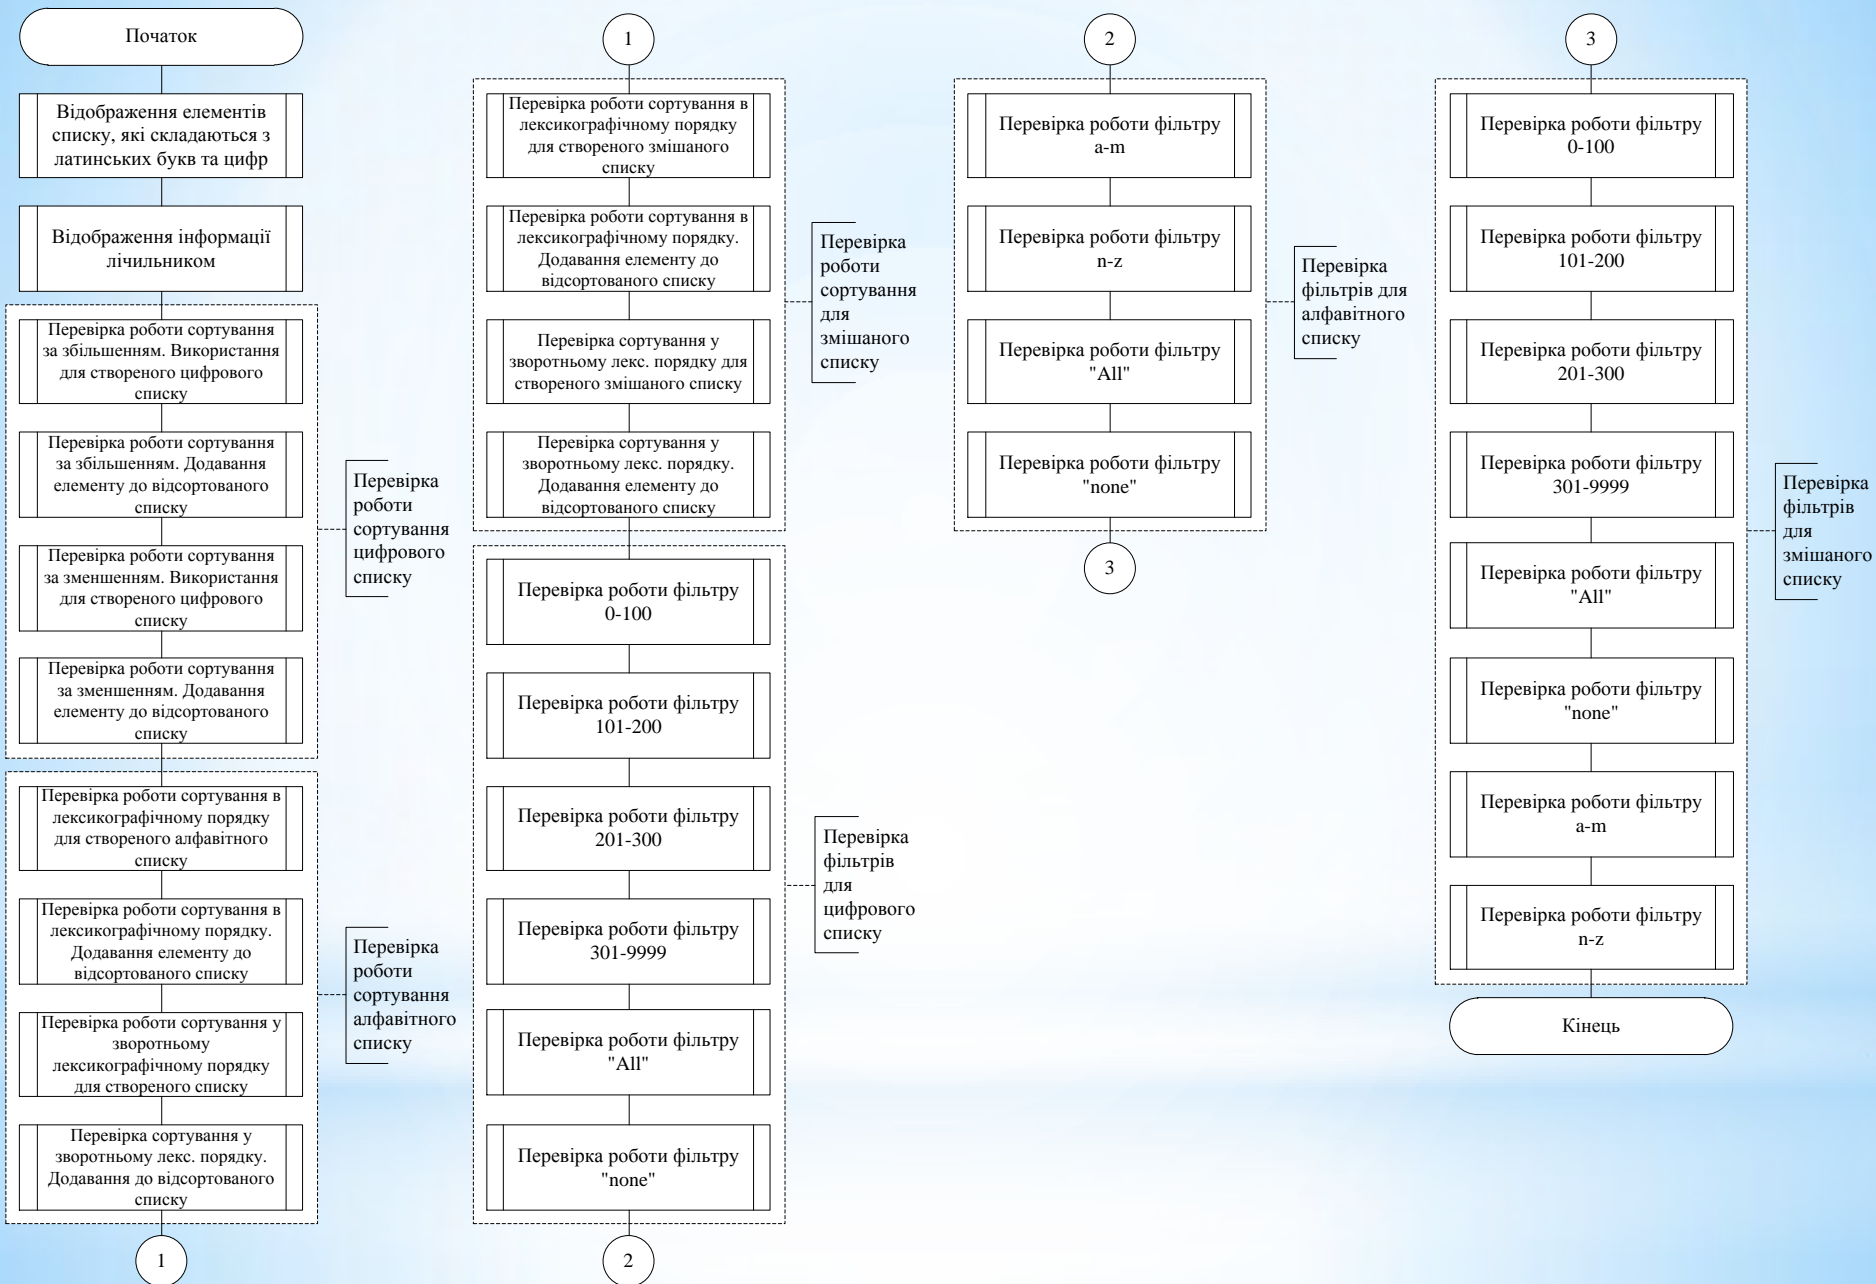 Початок
Відображення елементів
списку, які складаються з
латинських букв та цифр
Відображення інформації
лічильником
Перевірка роботи сортування
за збільшенням. Використання
для створеного цифрового
списку
Перевірка роботи сортування
за збільшенням. Додавання
елементу до відсортованого
списку
Перевірка роботи сортування
за зменшенням. Використання
для створеного цифрового
списку
Перевірка роботи сортування
за зменшенням. Додавання
елементу до відсортованого
списку
Перевірка
роботи
сортування
цифрового
списку
Перевірка роботи сортування в
лексикографічному порядку
для створеного алфавітного
списку
Перевірка роботи сортування в
лексикографічному порядку.
Додавання елементу до
відсортованого списку
Перевірка роботи сортування у
зворотньому
лексикографічному порядку
для створеного списку
Перевірка сортування у
зворотньому лекс. порядку.
Додавання до відсортованого
списку
Перевірка
роботи
сортування
алфавітного
списку
1
1
Перевірка роботи сортування в
лексикографічному порядку
для створеного змішаного
списку
Перевірка роботи сортування в
лексикографічному порядку.
Додавання елементу до
відсортованого списку
Перевірка сортування у
зворотньому лекс. порядку для
створеного змішаного списку
Перевірка сортування у
зворотньому лекс. порядку.
Додавання елементу до
відсортованого списку
Перевірка
роботи
сортування
для
змішаного
списку
Перевірка роботи фільтру
0-100
Перевірка роботи фільтру
101-200
Перевірка роботи фільтру
201-300
Перевірка роботи фільтру
301-9999
Перевірка роботи фільтру
"All"
Перевірка роботи фільтру
"none"
Перевірка
фільтрів
для
цифрового
списку
2
2
Перевірка роботи фільтру
a-m
Перевірка роботи фільтру
n-z
Перевірка роботи фільтру
"All"
Перевірка роботи фільтру
"none"
Перевірка
фільтрів для
алфавітного
списку
3
3
Перевірка роботи фільтру
0-100
Перевірка роботи фільтру
101-200
Перевірка роботи фільтру
201-300
Перевірка роботи фільтру
301-9999
Перевірка роботи фільтру
"All"
Перевірка роботи фільтру
"none"
Перевірка роботи фільтру
a-m
Перевірка роботи фільтру
n-z
Перевірка
фільтрів
для
змішаного
списку
Кінець